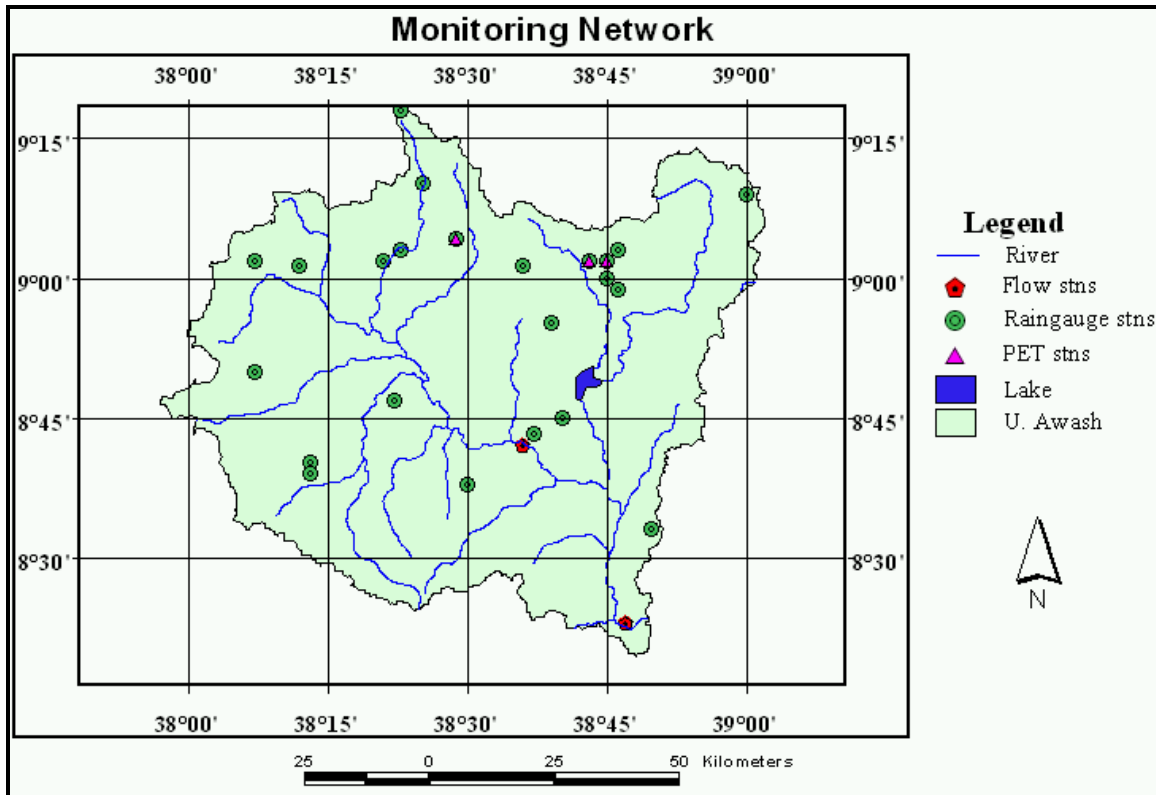 Monitoring Network
38°00' 38°15' 38°30' 38°45' 39°00'
9°15' 9°15'
9°00' 9°00'
8°45' 8°45'
8°30' 8°30'
38°00' 38°15' 38°30' 38°45' 39°00'
25 0 25 50 Kilometers
Legend
River
Flow stns
Raingauge stns
PET stns
Lake
U. Awash
N